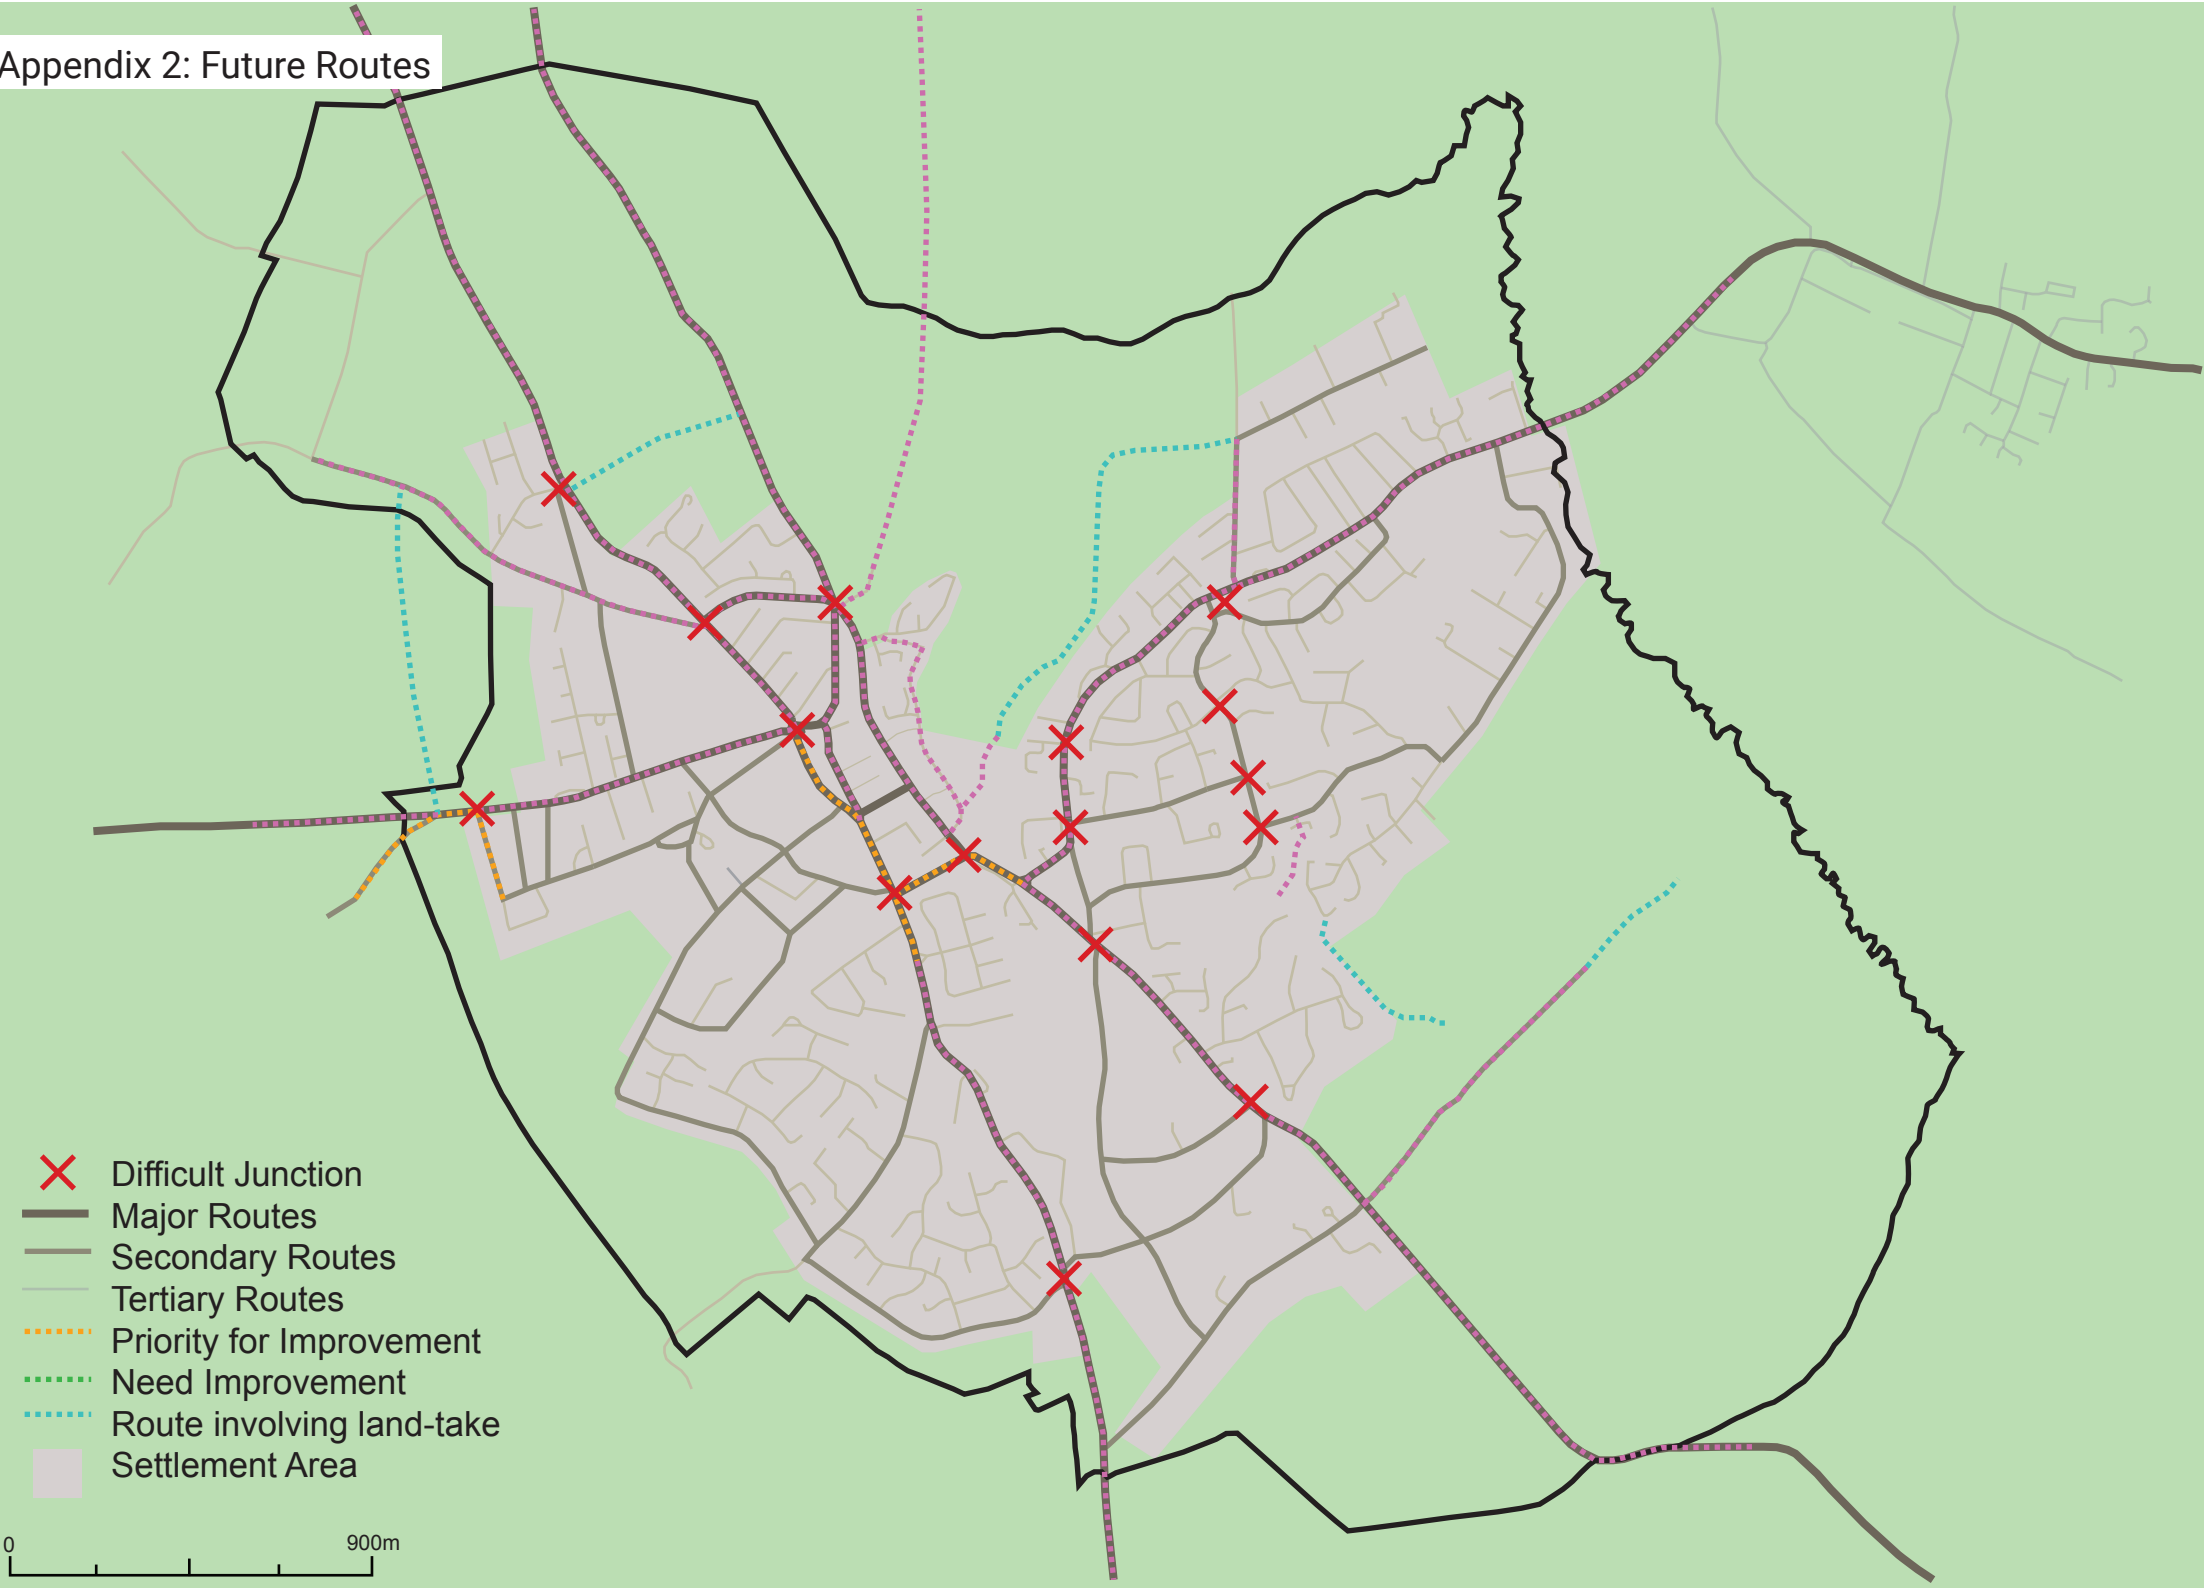 Appendix 2: Future Routes
Difficult Junction
Major Routes
Secondary Routes
Tertiary Routes
Priority for Improvement
Need Improvement
Route involving land-take
Settlement Area
0 900m